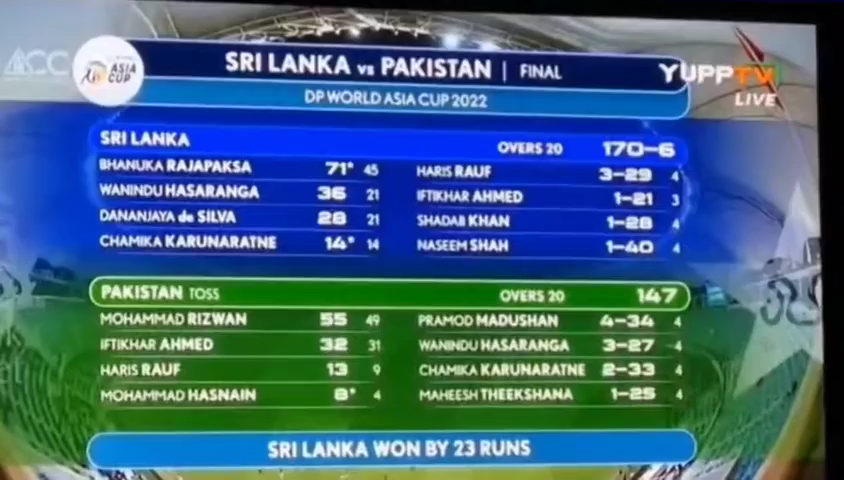 ACC
ASIA CUP
SRI LANKA vs PAKISTAN | FINAL
YUPPTV
LIVE
DP WORLD ASIA CUP 2022
SRI LANKA OVERS 20 170-6
BHANUKA RAJAPAKSA 71* 45 HARIS RAUF 3-29 4
WANINDU HASARANGA 36 21 IFTIKHAR AHMED 1-21 3
DANANJAYA de SILVA 28 21 SHADAB KHAN 1-28 4
CHAMIKA KARUNARATNE 14* 14 NASEEM SHAH 1-40 4
PAKISTAN TOSS OVERS 20 147
MOHAMMAD RIZWAN 55 49 PRAMOD MADUSHAN 4-34 4
IFTIKHAR AHMED 32 31 WANINDU HASARANGA 3-27 4
HARIS RAUF 13 9 CHAMIKA KARUNARATNE 2-33 4
MOHAMMAD HASNAIN 8* 4 MAHEESH THEEKSHANA 1-25 4
SRI LANKA WON BY 23 RUNS